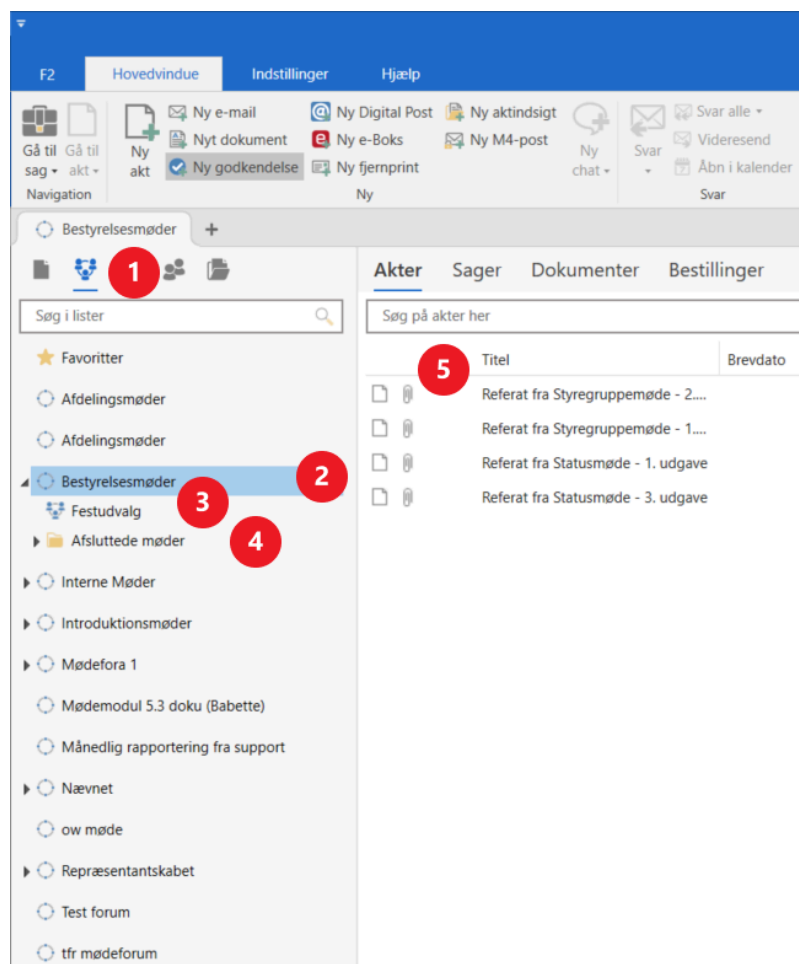 F2 Hovedvindue Indstillinger Hjælp
Gå til sag
Gå til akt
Navigation
Ny akt
Ny e-mail
Nyt dokument
Ny godkendelse
Ny Digital Post
Ny e-Boks
Ny fjernprint
Ny aktindsigt
Ny M4-post
Ny chat
Ny
Svar
Svar alle
Videresend
Åbn i kalender
Svar
Bestyrelsesmøder +
1
Søg i lister
Favoritter
Afdelingsmøder
Afdelingsmøder
Bestyrelsesmøder
2
Festudvalg
3
Afsluttede møder
4
Interne Møder
Introduktionsmøder
Mødefora 1
Mødemodul 5.3 doku (Babette)
Månedlig rapportering fra support
Nævnet
ow møde
Repræsentantskabet
Test forum
tfr mødeforum
Akter Sager Dokumenter Bestillinger
Søg på akter her
5
Titel Brevdato
Referat fra Styregruppemøde - 2....
Referat fra Styregruppemøde - 1....
Referat fra Statusmøde - 1. udgave
Referat fra Statusmøde - 3. udgave